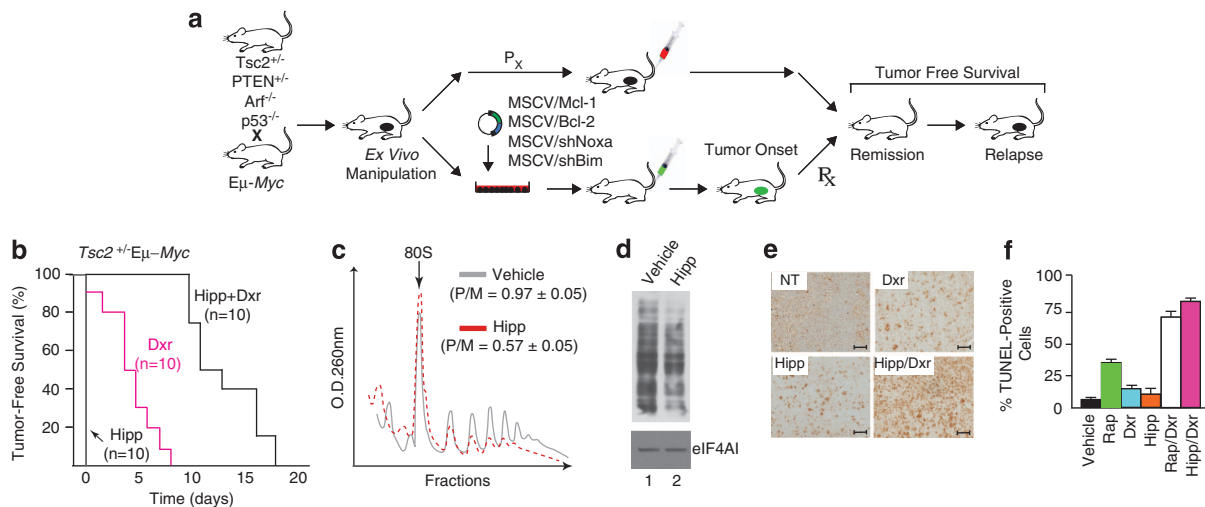 a
Tsc2+/-
PTEN+/-
Arf-/-
p53-/-
X
Eμ-Myc
Ex Vivo
Manipulation
PX
MSCV/Mcl-1
MSCV/Bcl-2
MSCV/shNoxa
MSCV/shBim
Tumor Onset
RX
Tumor Free Survival
Remission
Relapse
b
Tsc2 +/-Eμ–Myc
Tumor-Free Survival (%)
100
80
60
40
20
Hipp+Dxr
(n=10)
Dxr
(n=10)
Hipp
(n=10)
0
5
10
15
20
Time (days)
c
80S
Vehicle
(P/M = 0.97 ± 0.05)
Hipp
(P/M = 0.57 ± 0.05)
O.D.260nm
Fractions
d
Vehicle
Hipp
eIF4AI
1 2
e
NT
Dxr
Hipp
Hipp/Dxr
f
% TUNEL-Positive
Cells
100
75
50
25
0
Vehicle
Rap
Dxr
Hipp
Rap/Dxr
Hipp/Dxr